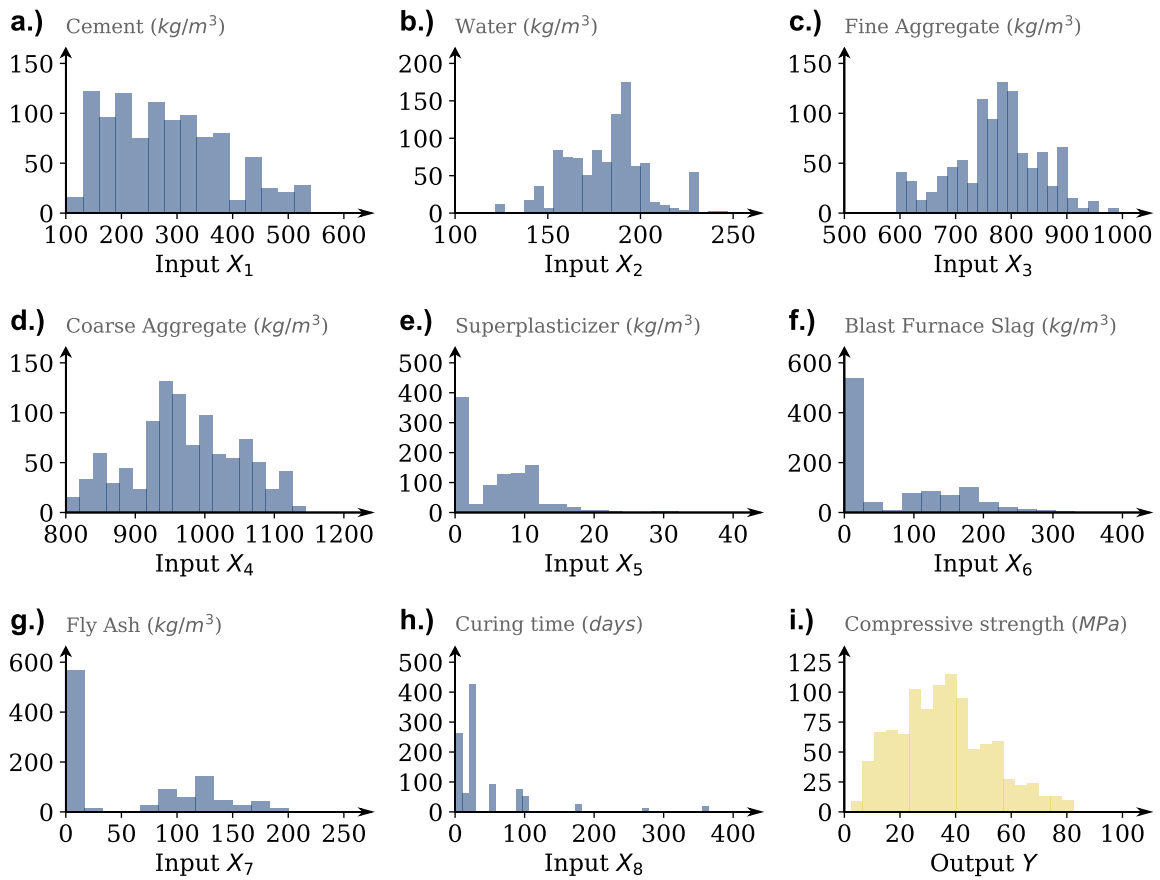 a.) Cement (kg/m³)
150
100
50
0
100 200 300 400 500 600
Input X₁
b.) Water (kg/m³)
200
150
100
50
0
100 150 200 250
Input X₂
c.) Fine Aggregate (kg/m³)
150
100
50
0
500 600 700 800 900 1000
Input X₃
d.) Coarse Aggregate (kg/m³)
150
100
50
0
800 900 1000 1100 1200
Input X₄
e.) Superplasticizer (kg/m³)
500
400
300
200
100
0
0 10 20 30 40
Input X₅
f.) Blast Furnace Slag (kg/m³)
600
400
200
0
0 100 200 300 400
Input X₆
g.) Fly Ash (kg/m³)
600
400
200
0
0 50 100 150 200 250
Input X₇
h.) Curing time (days)
500
400
300
200
100
0
0 100 200 300 400
Input X₈
i.) Compressive strength (MPa)
125
100
75
50
25
0
0 20 40 60 80 100
Output Y